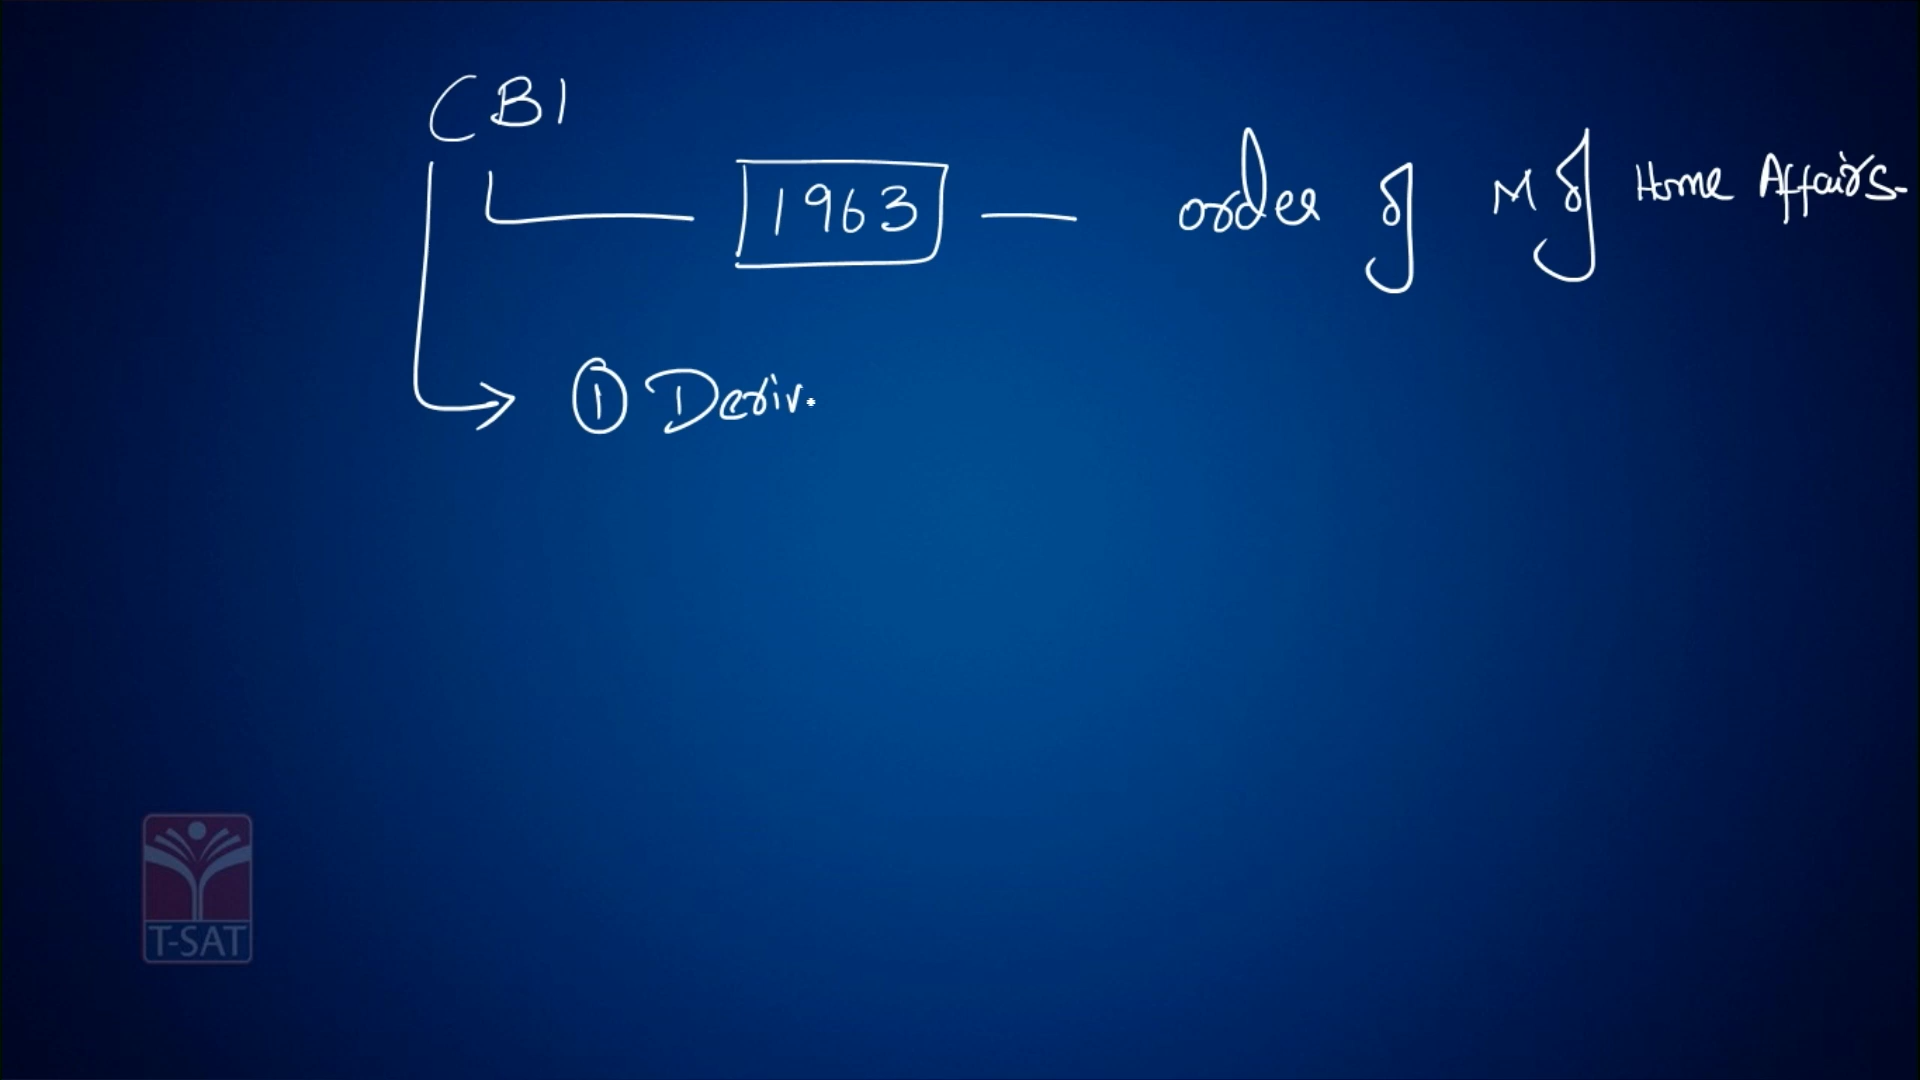 CBI
1963 — order of M of Home Affairs-
① Deriv.
T-SAT